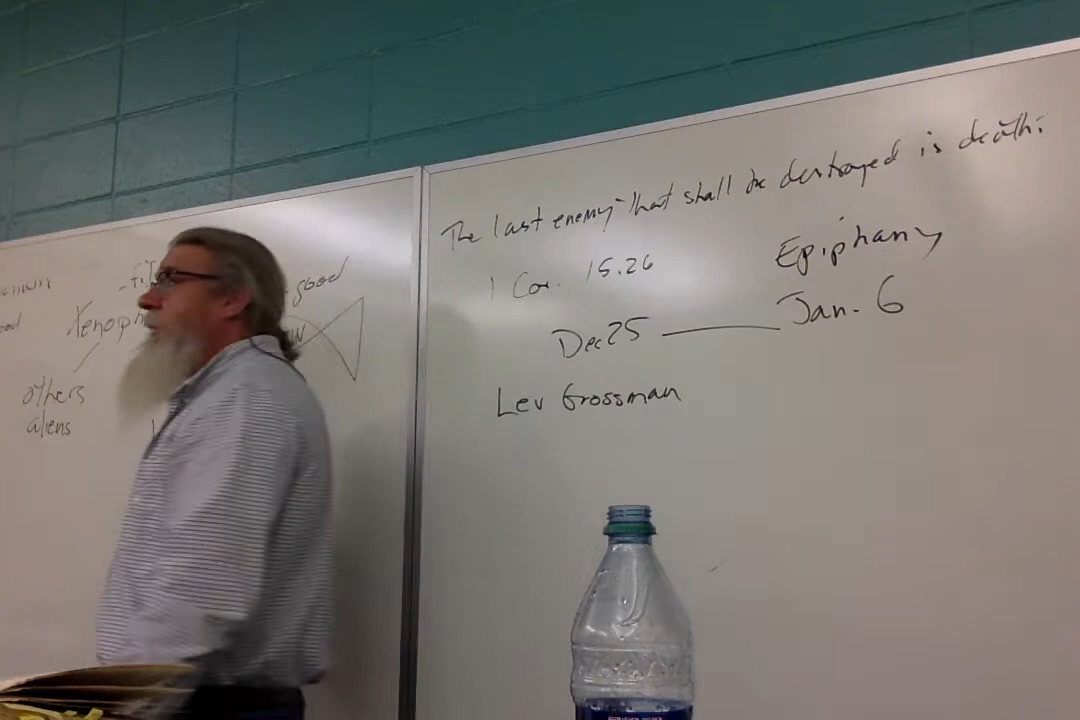 The last enemy that shall be destroyed is death:
1 Cor. 15.26
Epiphany
Dec 25 — Jan. 6
Lev Grossman
good
Xenoph
others
aliens